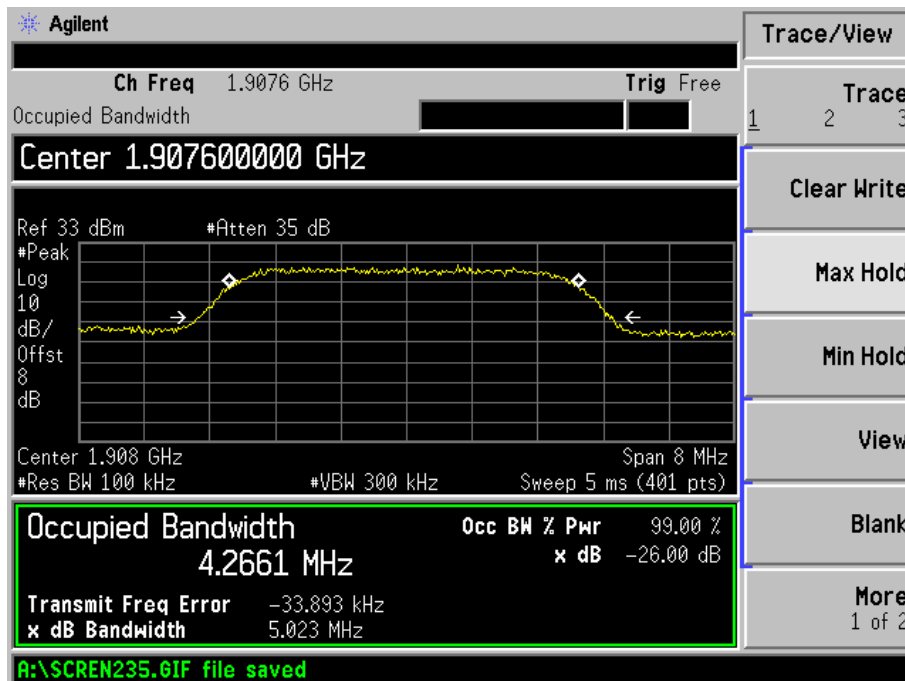 Agilent
Trace/View
Ch Freq 1.9076 GHz Trig Free
Occupied Bandwidth
Center 1.907600000 GHz
Ref 33 dBm #Atten 35 dB
#Peak
Log
10
dB/
Offst
8
dB
Center 1.908 GHz Span 8 MHz
#Res BW 100 kHz #VBW 300 kHz Sweep 5 ms (401 pts)
Occupied Bandwidth
4.2661 MHz
Occ BW % Pwr 99.00 %
x dB -26.00 dB
Transmit Freq Error -33.893 kHz
x dB Bandwidth 5.023 MHz
A:\SCREN235.GIF file saved
Trace
1 2 3
Clear Write
Max Hold
Min Hold
View
Blank
More
1 of 2